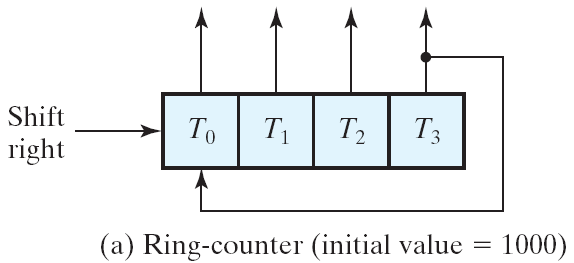 Shift
right
T0 T1 T2 T3
(a) Ring-counter (initial value = 1000)